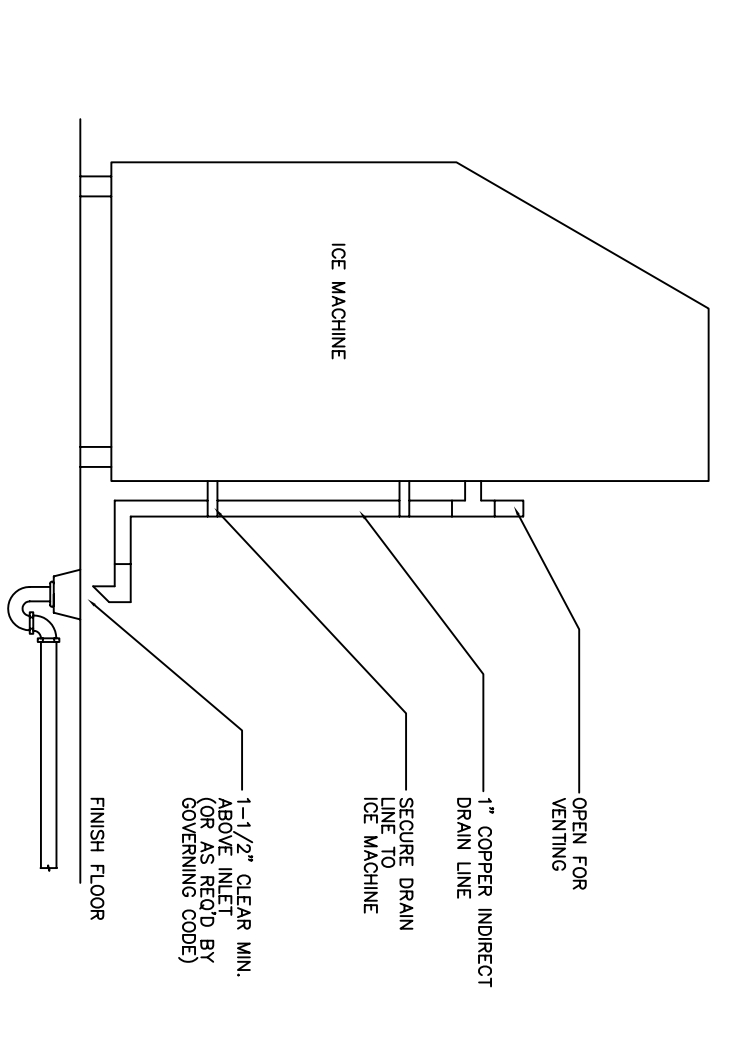 OPEN FOR
VENTING
1" COPPER INDIRECT
DRAIN LINE
ICE MACHINE
SECURE DRAIN
LINE TO
ICE MACHINE
1-1/2" CLEAR MIN.
ABOVE INLET
(OR AS REQ'D BY
GOVERNING CODE)
FINISH FLOOR